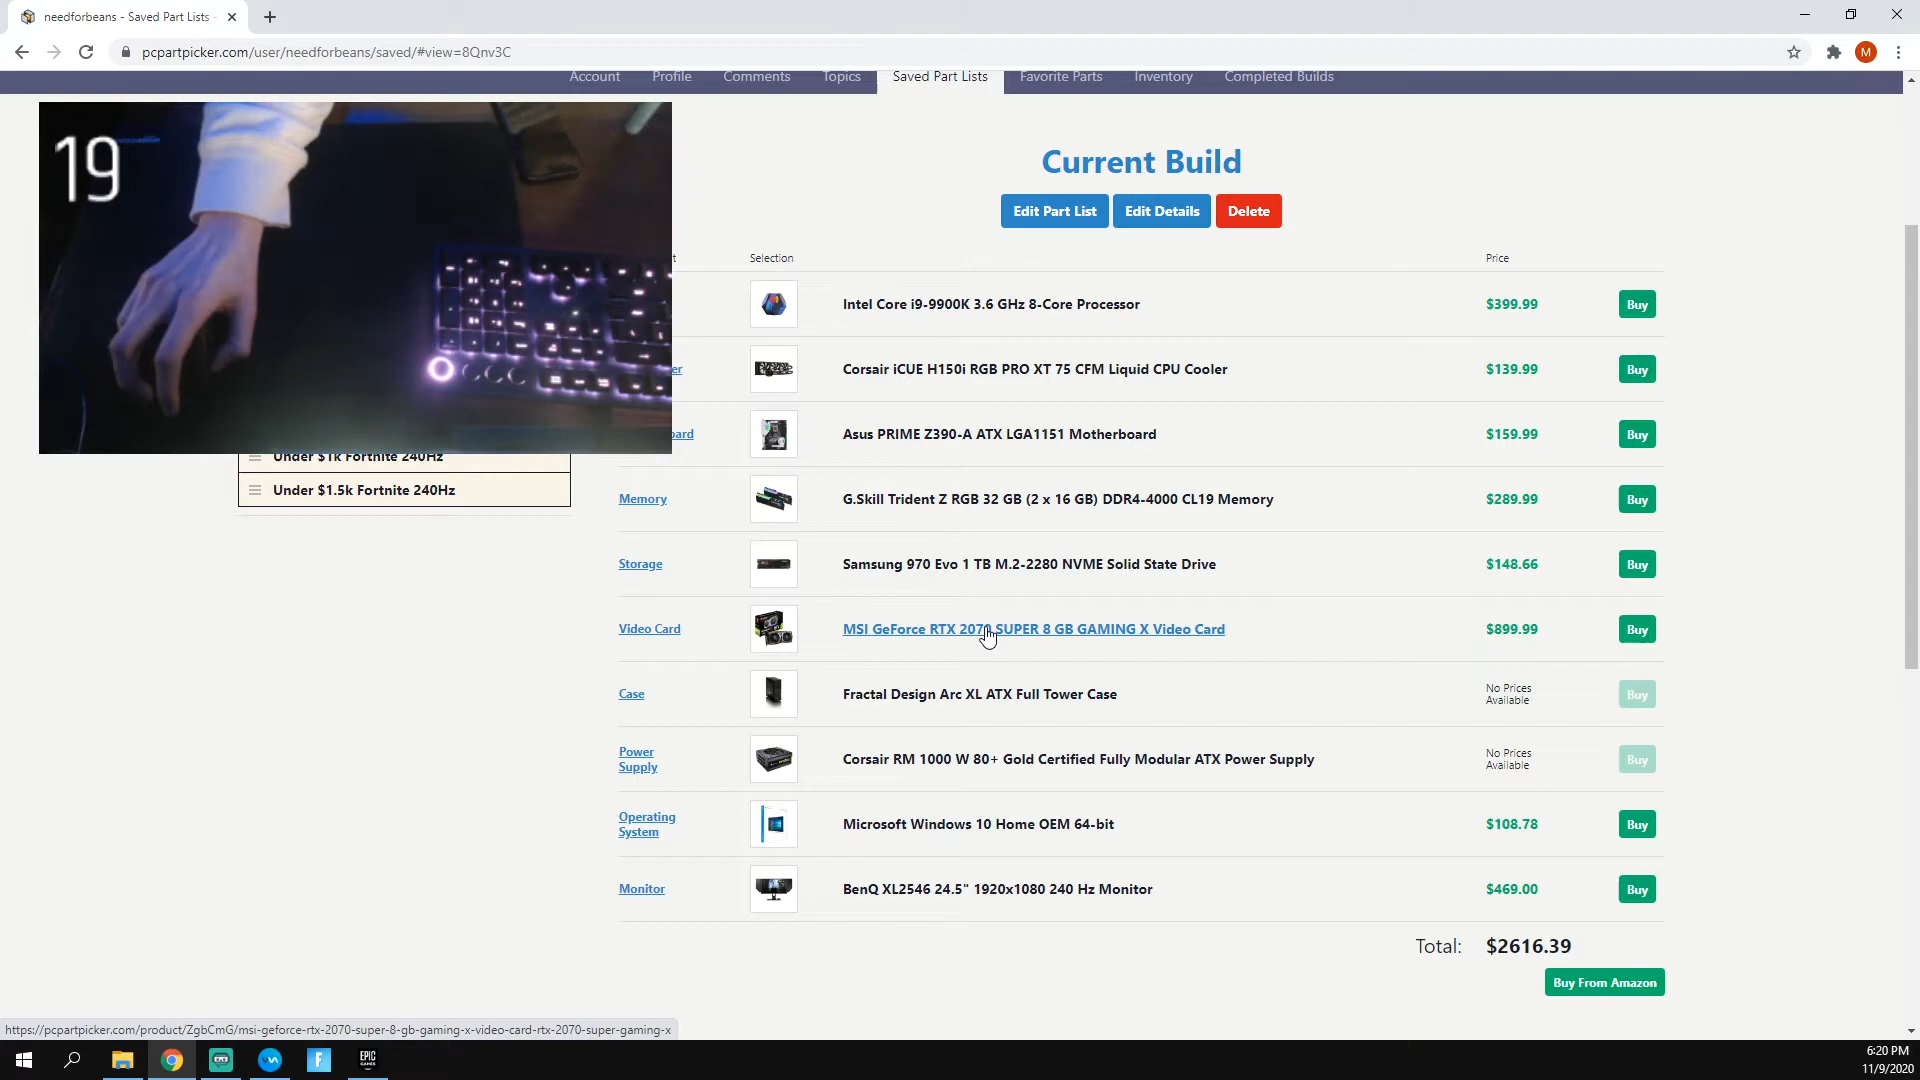 needforbeans - Saved Part Lists -
pcpartpicker.com/user/needforbeans/saved/#view=8Qnv3C
M
Account Profile Comments Topics Saved Part Lists Favorite Parts Inventory Completed Builds
19
Current Build
Edit Part List Edit Details Delete
t Selection Price
Intel Core i9-9900K 3.6 GHz 8-Core Processor $399.99 Buy
er Corsair iCUE H150i RGB PRO XT 75 CFM Liquid CPU Cooler $139.99 Buy
oard Asus PRIME Z390-A ATX LGA1151 Motherboard $159.99 Buy
Under $1k Fortnite 240Hz
Under $1.5k Fortnite 240Hz
Memory G.Skill Trident Z RGB 32 GB (2 x 16 GB) DDR4-4000 CL19 Memory $289.99 Buy
Storage Samsung 970 Evo 1 TB M.2-2280 NVME Solid State Drive $148.66 Buy
Video Card MSI GeForce RTX 2070 SUPER 8 GB GAMING X Video Card $899.99 Buy
Case Fractal Design Arc XL ATX Full Tower Case No Prices Available Buy
Power Supply Corsair RM 1000 W 80+ Gold Certified Fully Modular ATX Power Supply No Prices Available Buy
Operating System Microsoft Windows 10 Home OEM 64-bit $108.78 Buy
Monitor BenQ XL2546 24.5" 1920x1080 240 Hz Monitor $469.00 Buy
Total: $2616.39
Buy From Amazon
https://pcpartpicker.com/product/ZgbCmG/msi-geforce-rtx-2070-super-8-gb-gaming-x-video-card-rtx-2070-super-gaming-x
F
EPIC GAMES
6:20 PM
11/9/2020